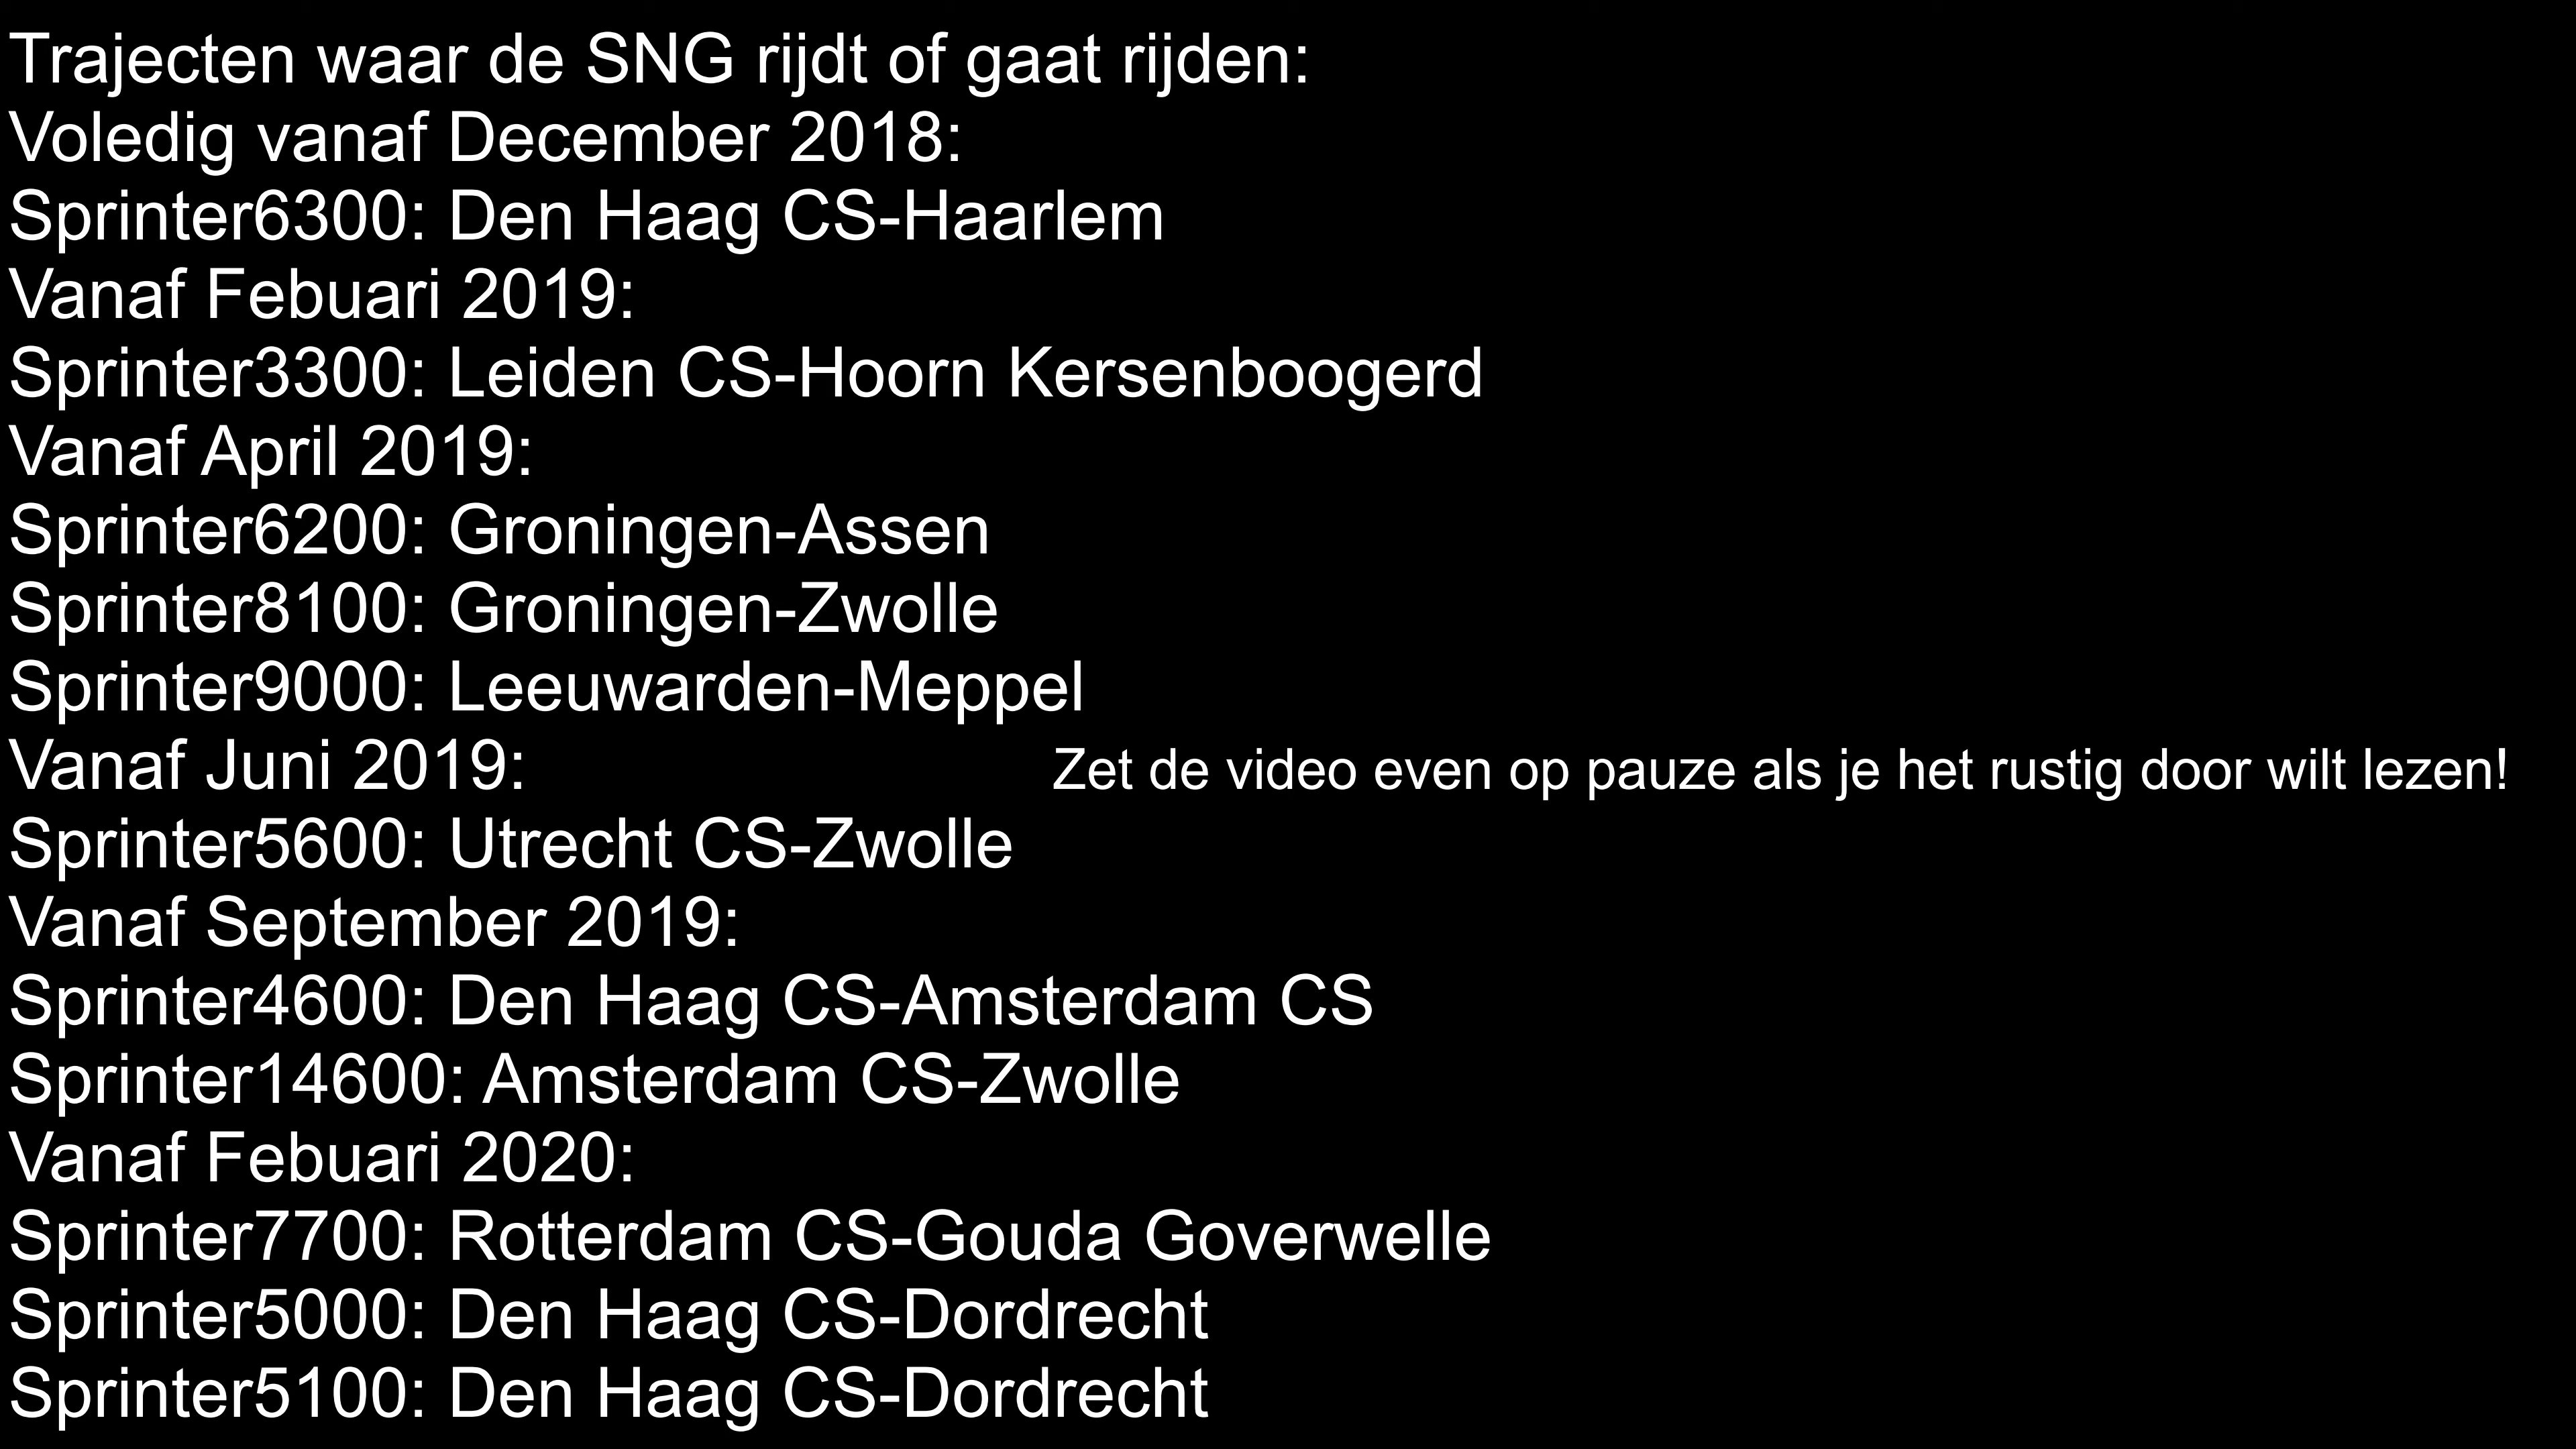 Trajecten waar de SNG rijdt of gaat rijden:
Voledig vanaf December 2018:
Sprinter6300: Den Haag CS-Haarlem
Vanaf Febuari 2019:
Sprinter3300: Leiden CS-Hoorn Kersenboogerd
Vanaf April 2019:
Sprinter6200: Groningen-Assen
Sprinter8100: Groningen-Zwolle
Sprinter9000: Leeuwarden-Meppel
Vanaf Juni 2019:
Zet de video even op pauze als je het rustig door wilt lezen!
Sprinter5600: Utrecht CS-Zwolle
Vanaf September 2019:
Sprinter4600: Den Haag CS-Amsterdam CS
Sprinter14600: Amsterdam CS-Zwolle
Vanaf Febuari 2020:
Sprinter7700: Rotterdam CS-Gouda Goverwelle
Sprinter5000: Den Haag CS-Dordrecht
Sprinter5100: Den Haag CS-Dordrecht